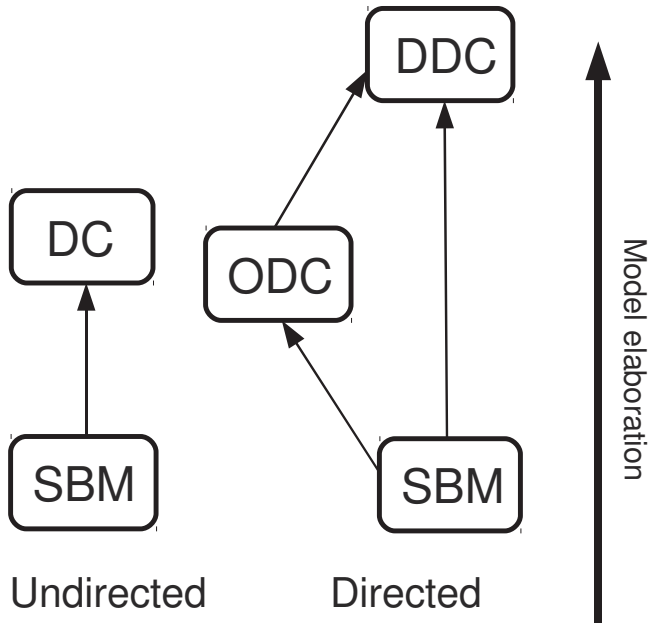 DDC
DC
ODC
Model elaboration
SBM
SBM
Undirected
Directed